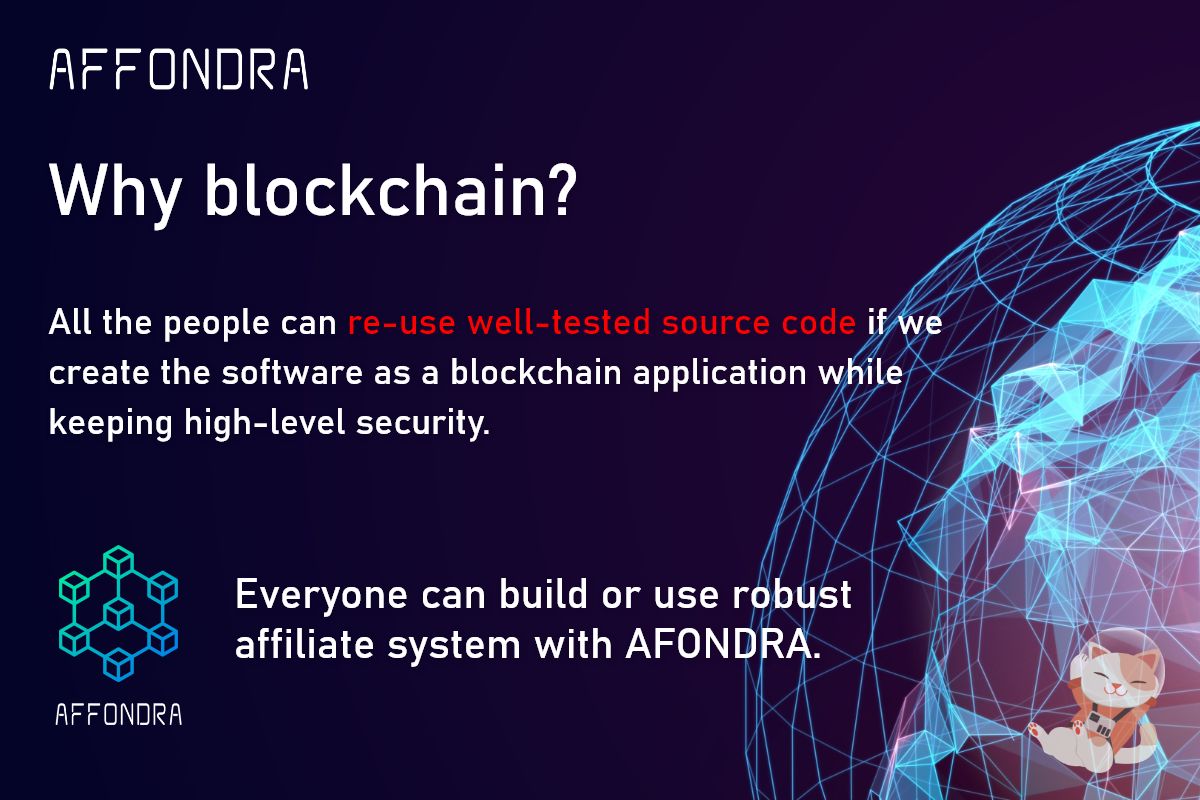 AFFONDRA
Why blockchain?
All the people can re-use well-tested source code if we
create the software as a blockchain application while
keeping high-level security.
Everyone can build or use robust
affiliate system with AFONDRA.
AFFONDRA